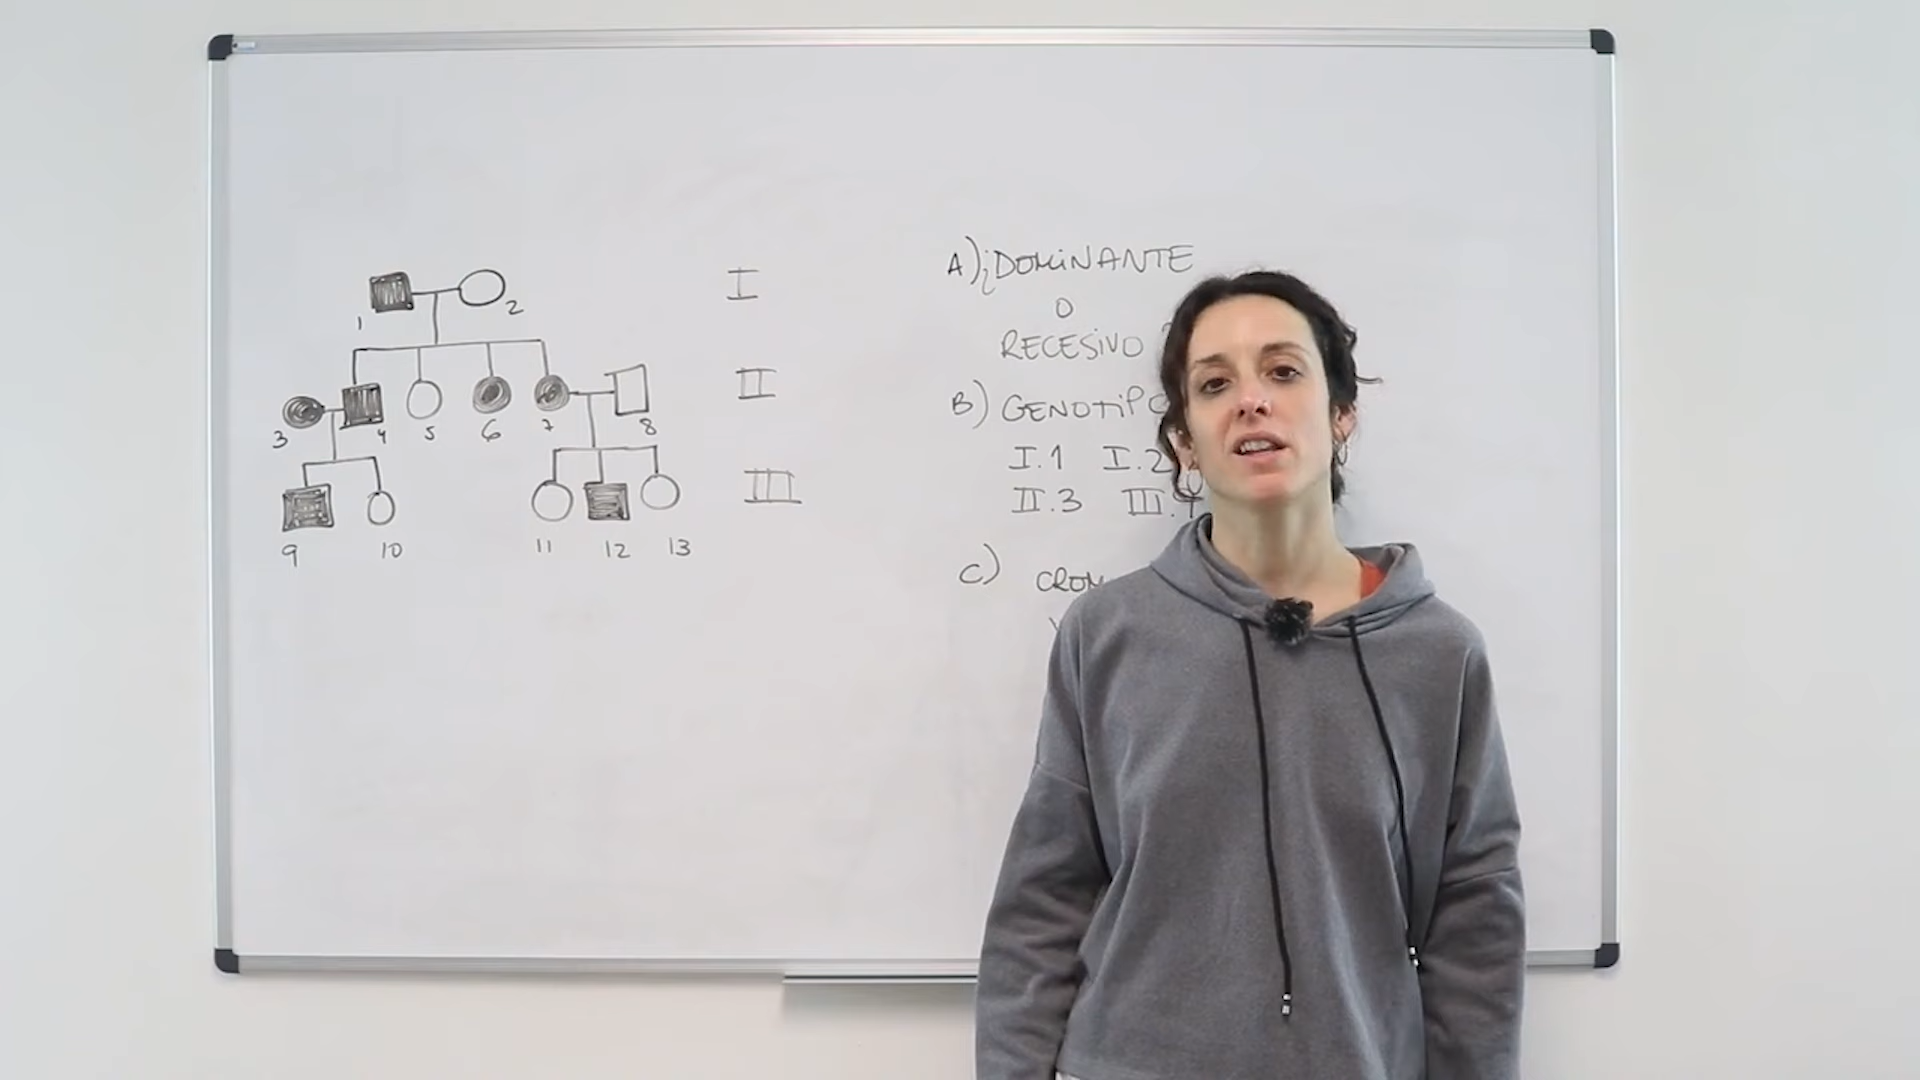 1 2 I
3 4 5 6 7 8 II
9 10 11 12 13 III
A) ¿DOMINANTE
O
RECESIVO
B) GENOTIPO
I.1 I.2
II.3
C)